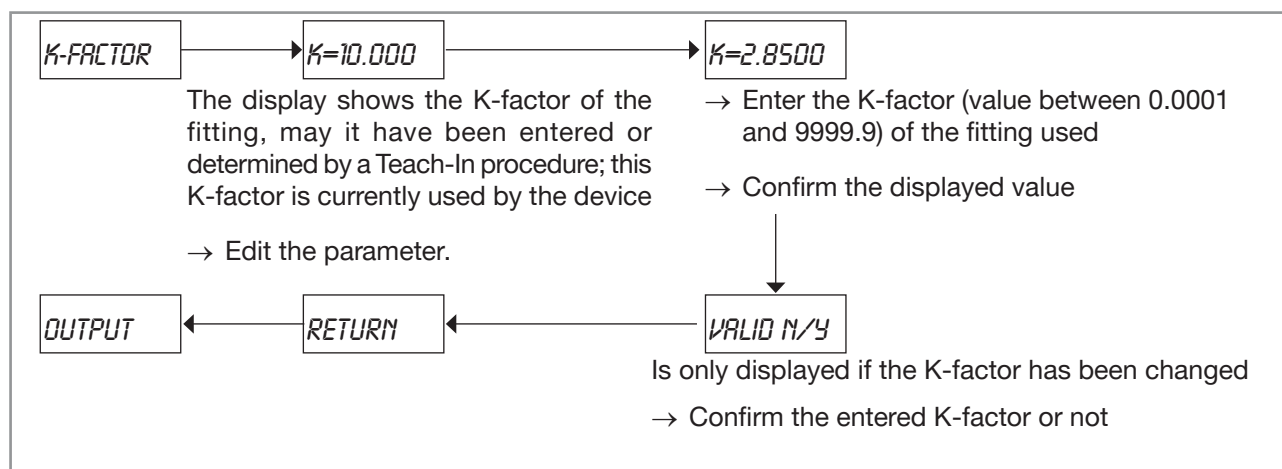 K-FACTOR
K=10.000
K=2.8500
The display shows the K-factor of the
fitting, may it have been entered or
determined by a Teach-In procedure; this
K-factor is currently used by the device
→ Edit the parameter.
→ Enter the K-factor (value between 0.0001
and 9999.9) of the fitting used
→ Confirm the displayed value
OUTPUT
RETURN
VALID N/Y
Is only displayed if the K-factor has been changed
→ Confirm the entered K-factor or not